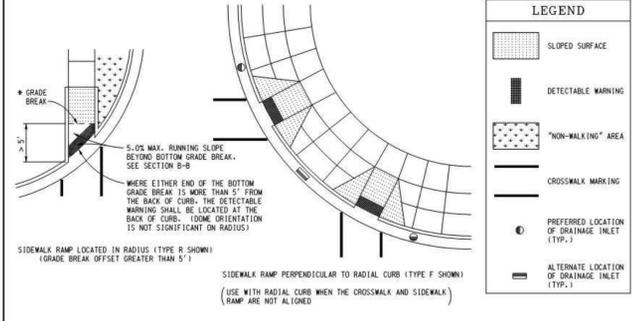 * GRADE
BREAK
> 5'
5.0% MAX. RUNNING SLOPE
BEYOND BOTTOM GRADE BREAK.
SEE SECTION B-B
WHERE EITHER END OF THE BOTTOM
GRADE BREAK IS MORE THAN 5' FROM
THE BACK OF CURB. THE DETECTABLE
WARNING SHALL BE LOCATED AT THE
BACK OF CURB. (DOME ORIENTATION
IS NOT SIGNIFICANT ON RADIUS)
SIDEWALK RAMP LOCATED IN RADIUS (TYPE R SHOWN)
(GRADE BREAK OFFSET GREATER THAN 5')
SIDEWALK RAMP PERPENDICULAR TO RADIAL CURB (TYPE F SHOWN)
(USE WITH RADIAL CURB WHEN THE CROSSWALK AND SIDEWALK
RAMP ARE NOT ALIGNED)
LEGEND
SLOPED SURFACE
DETECTABLE WARNING
"NON-WALKING" AREA
CROSSWALK MARKING
PREFERRED LOCATION
OF DRAINAGE INLET
(TYP.)
ALTERNATE LOCATION
OF DRAINAGE INLET
(TYP.)